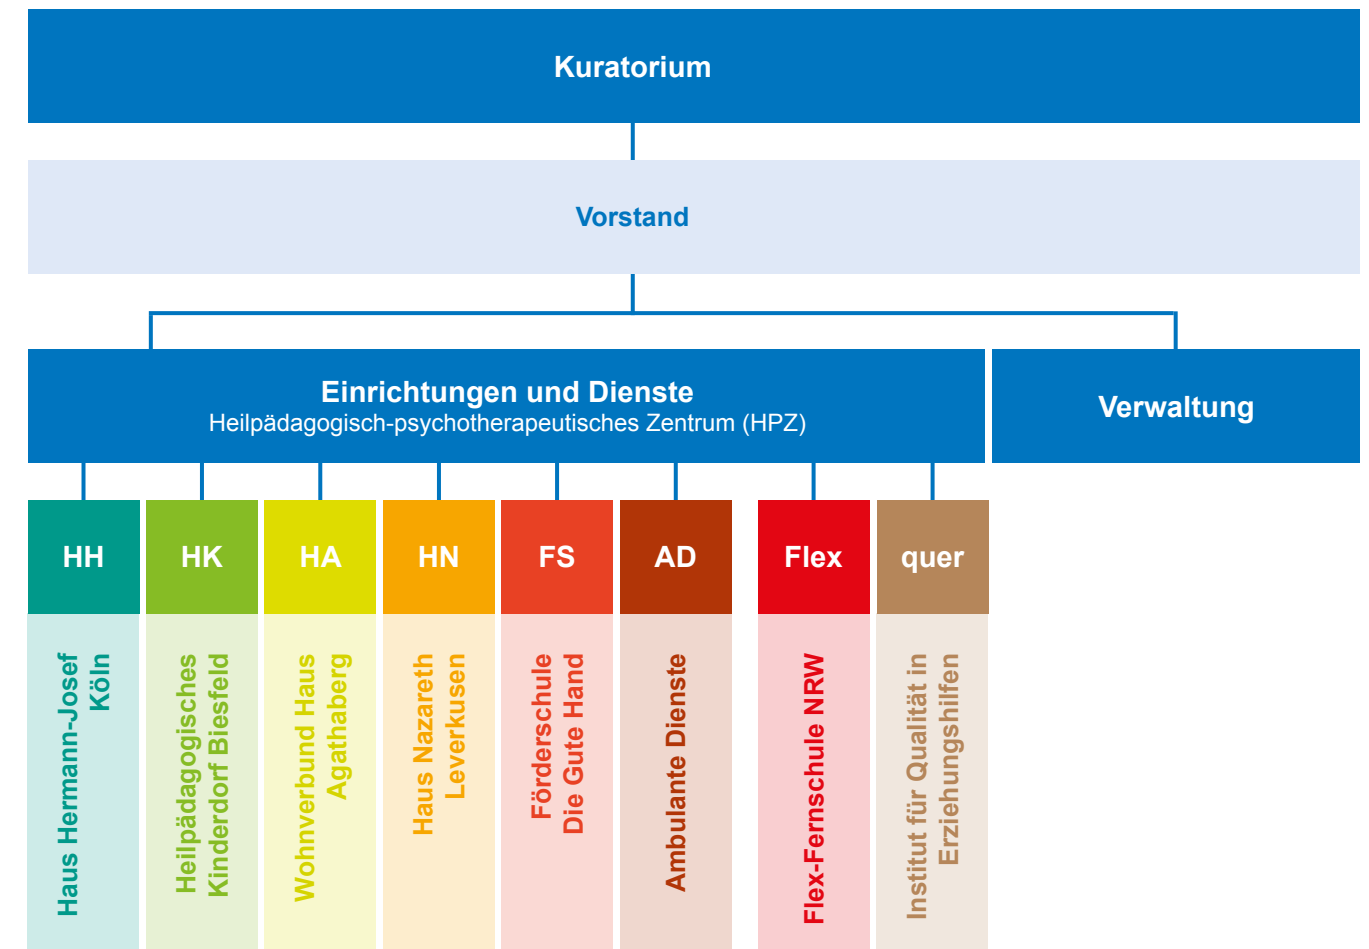 Kuratorium
Vorstand
Einrichtungen und Dienste
Heilpädagogisch-psychotherapeutisches Zentrum (HPZ)
Verwaltung
HH
HK
HA
HN
FS
AD
Flex
quer
Haus Hermann-Josef
Köln
Heilpädagogisches
Kinderdorf Biesfeld
Wohnverbund Haus
Agathaberg
Haus Nazareth
Leverkusen
Förderschule
Die Gute Hand
Ambulante Dienste
Flex-Fernschule NRW
Institut für Qualität in
Erziehungshilfen